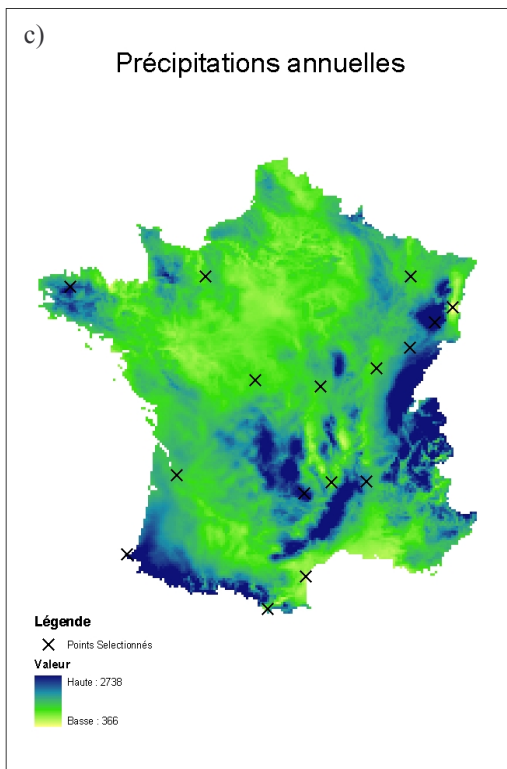 c)
Précipitations annuelles
Légende
Points Selectionnés
Valeur
Haute : 2738
Basse : 366